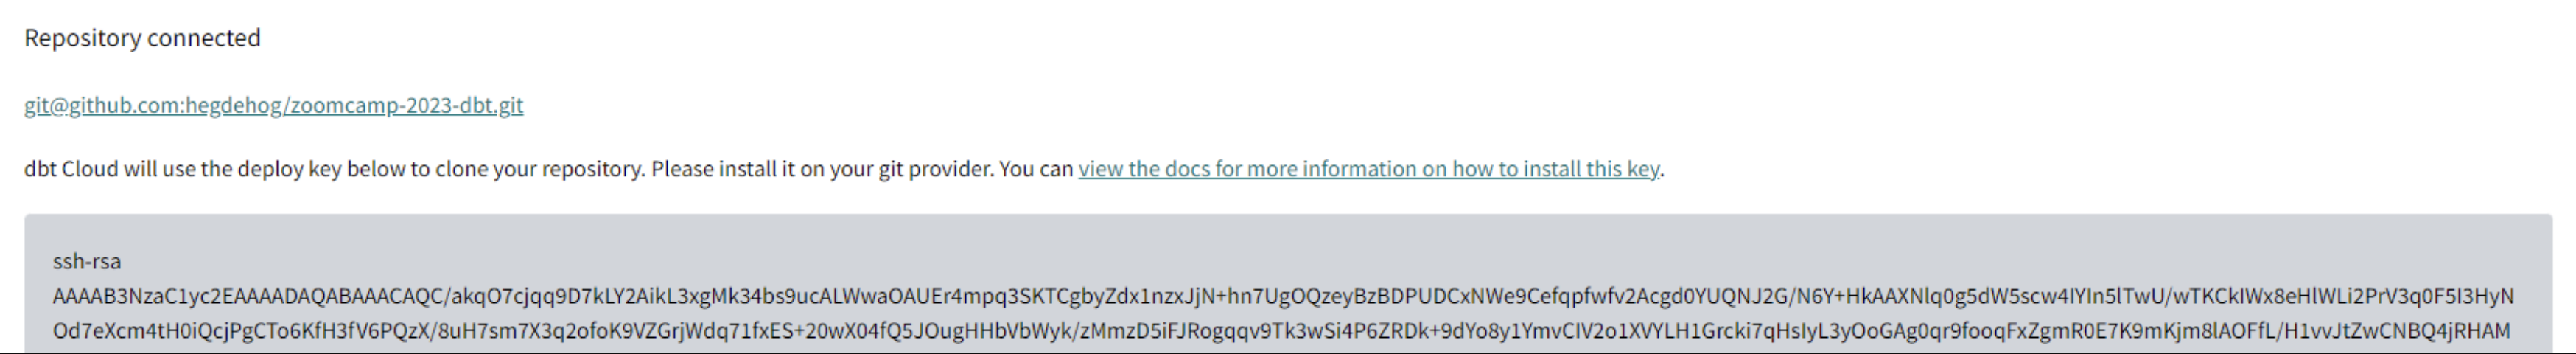 Repository connected
git@github.com:hegdehog/zoomcamp-2023-dbt.git
dbt Cloud will use the deploy key below to clone your repository. Please install it on your git provider. You can view the docs for more information on how to install this key.
ssh-rsa
AAAAB3NzaC1yc2EAAAADAQABAAACAQC/akqO7cjqq9D7kLY2AikL3xgMk34bs9ucALWwaOAUEr4mpq3SKTCgbyZdx1nzxJjN+hn7UgOQzeyBzBDPUDCxNWe9Cefqpfwfv2Acgd0YUQNJ2G/N6Y+HkAAXNlq0g5dW5scw4IYIn5lTwU/wTKCkIWx8eHlWLi2PrV3q0F5I3HyN
Od7eXcm4tH0iQcjPgCTo6KfH3fV6PQzX/8uH7sm7X3q2ofoK9VZGrjWdq71fxES+20wX04fQ5JOugHHbVbWyk/zMmzD5iFJRogqqv9Tk3wSi4P6ZRDk+9dYo8y1YmvCIV2o1XVYLH1Grcki7qHslyL3yOoGAg0qr9fooqFxZgmR0E7K9mKjm8lAOFfL/H1vvJtZwCNBQ4jRHAM